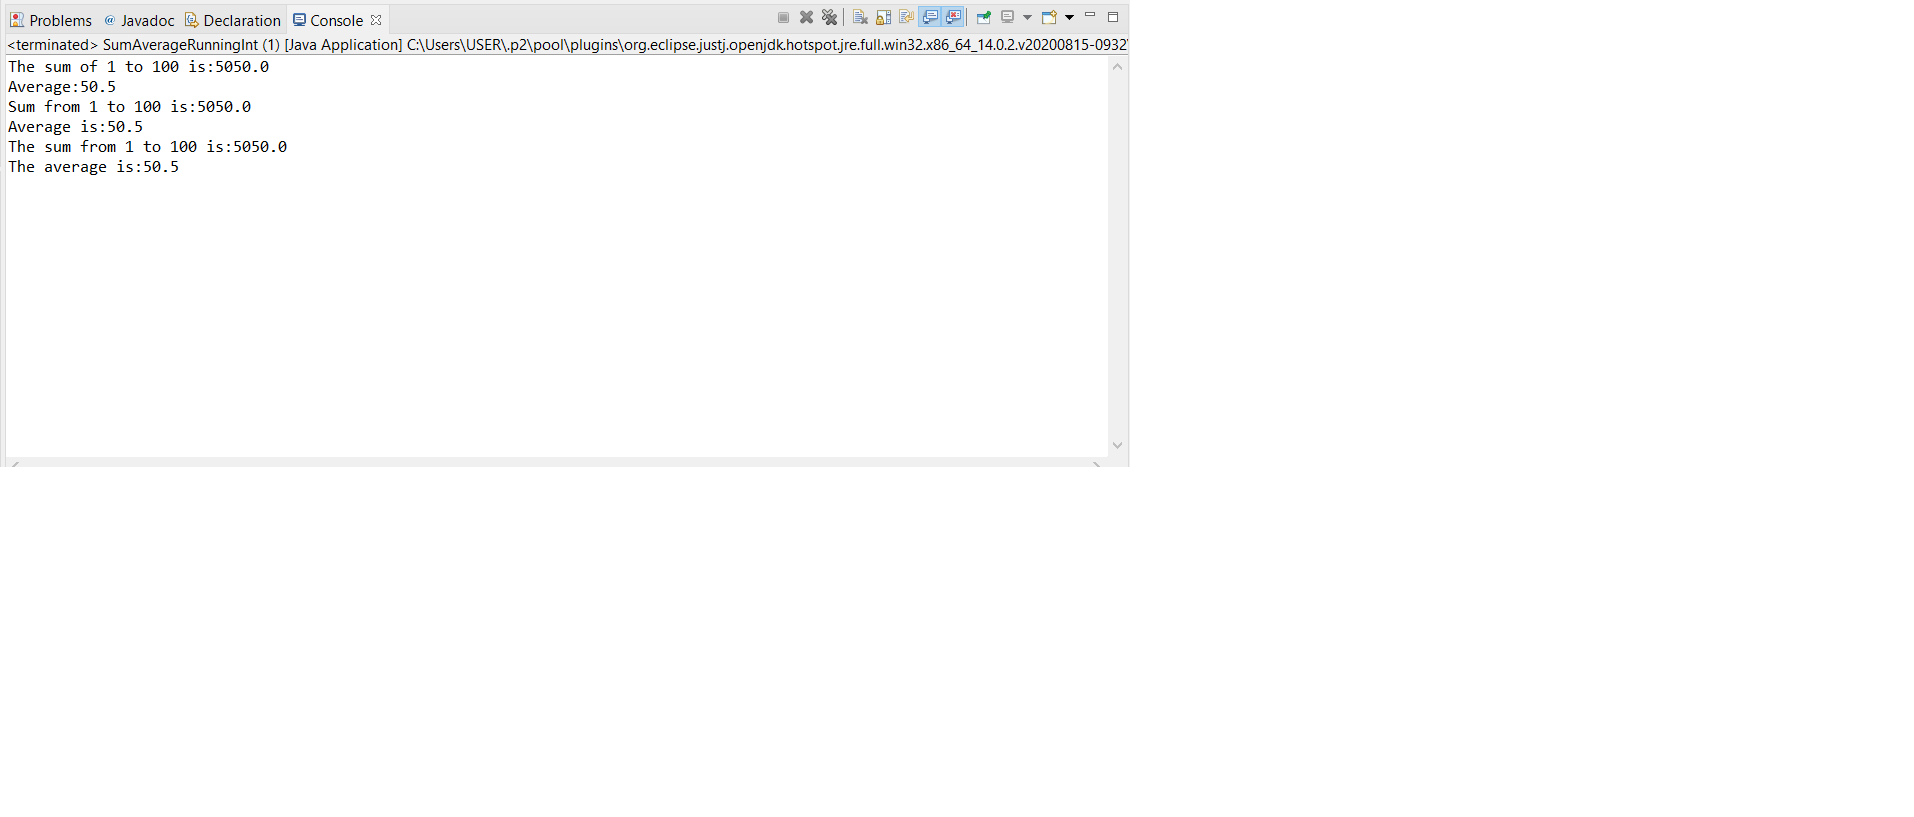 Problems @ Javadoc Declaration Console
<terminated> SumAverageRunningInt (1) [Java Application] C:\Users\USER\.p2\pool\plugins\org.eclipse.justj.openjdk.hotspot.jre.full.win32.x86_64_14.0.2.v20200815-0932\
The sum of 1 to 100 is:5050.0
Average:50.5
Sum from 1 to 100 is:5050.0
Average is:50.5
The sum from 1 to 100 is:5050.0
The average is:50.5